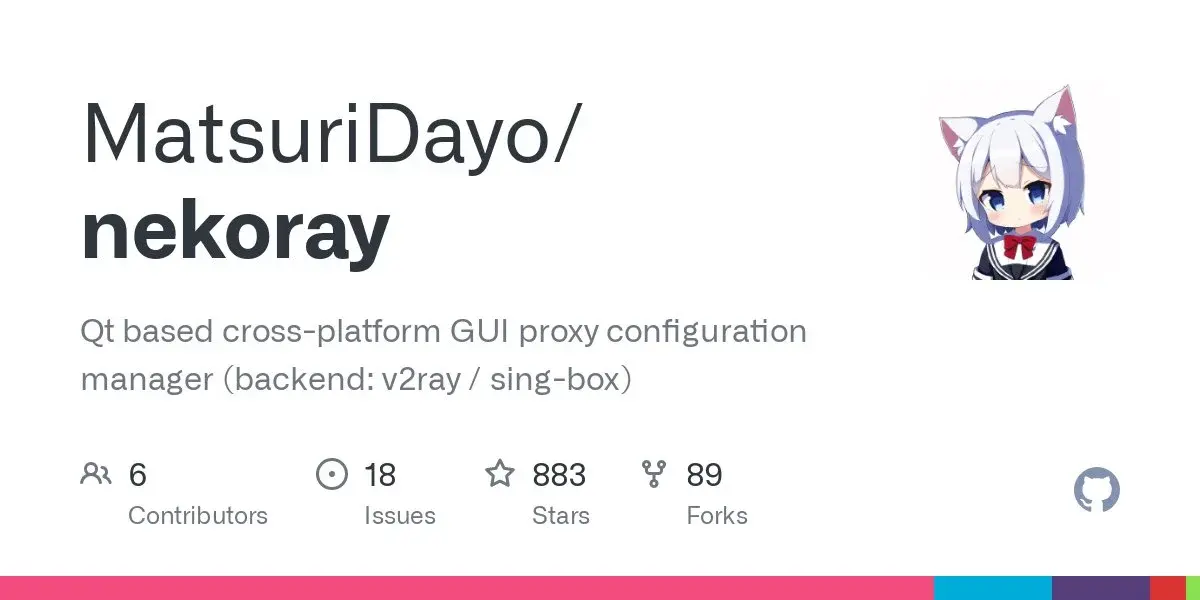 MatsuriDayo/
nekoray
Qt based cross-platform GUI proxy configuration
manager (backend: v2ray / sing-box)
6
Contributors
18
Issues
883
Stars
89
Forks